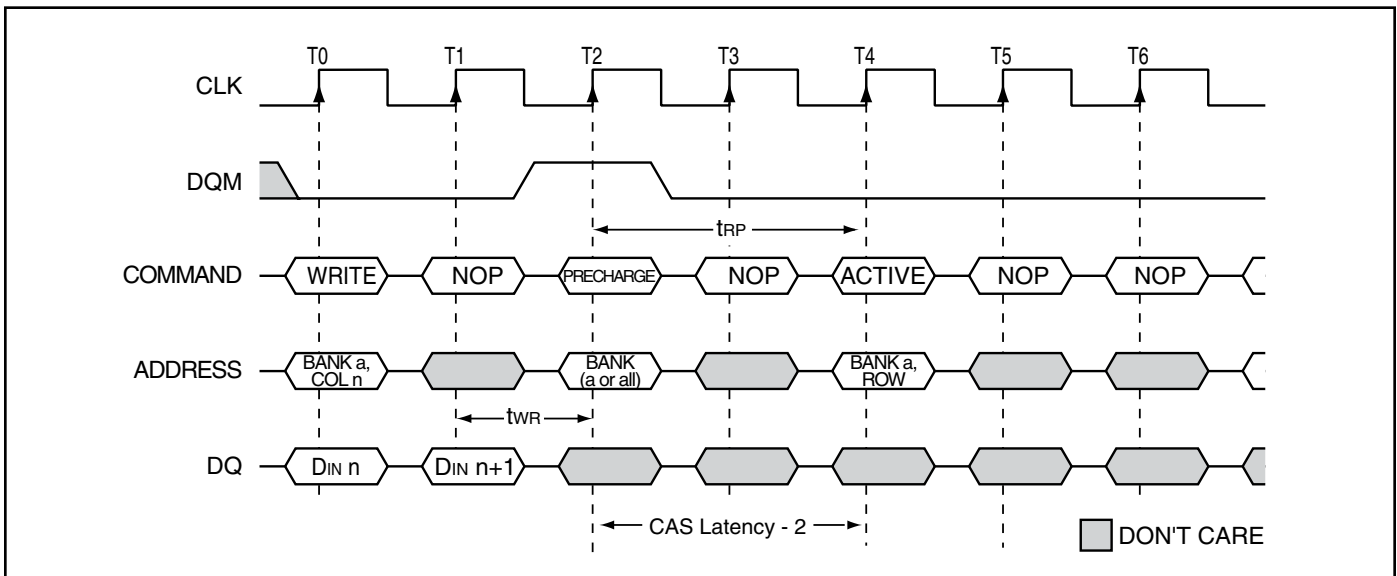 T0 T1 T2 T3 T4 T5 T6
CLK
DQM
tRP
COMMAND WRITE NOP PRECHARGE NOP ACTIVE NOP NOP
ADDRESS BANK a, COL n BANK (a or all) BANK a, ROW
tWR
DQ DIN n DIN n+1
CAS Latency - 2
DON'T CARE